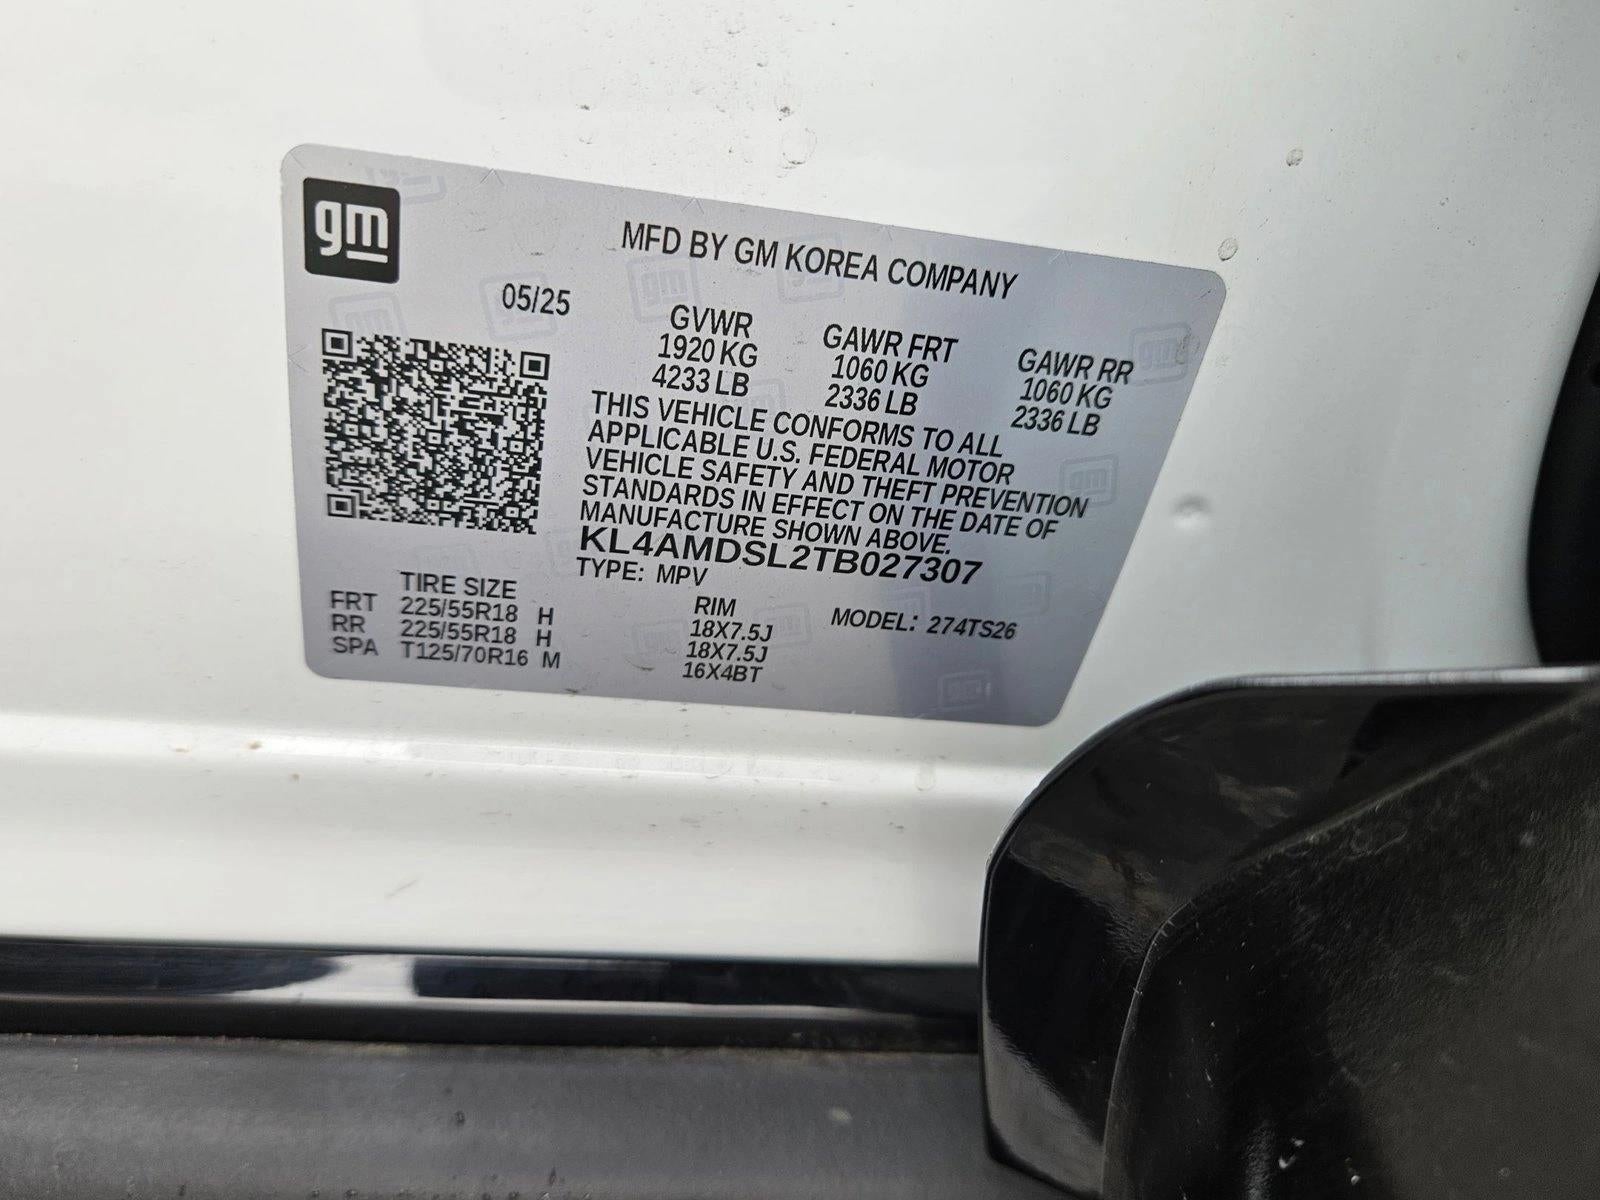 gm
MFD BY GM KOREA COMPANY
05/25
GVWR GAWR FRT GAWR RR
1920 KG 1060 KG 1060 KG
4233 LB 2336 LB 2336 LB
THIS VEHICLE CONFORMS TO ALL
APPLICABLE U.S. FEDERAL MOTOR
VEHICLE SAFETY AND THEFT PREVENTION
STANDARDS IN EFFECT ON THE DATE OF
MANUFACTURE SHOWN ABOVE.
KL4AMDSL2TB027307
TYPE: MPV
TIRE SIZE RIM
FRT 225/55R18 H 18X7.5J MODEL: 274TS26
RR 225/55R18 H 18X7.5J
SPA T125/70R16 M 16X4BT